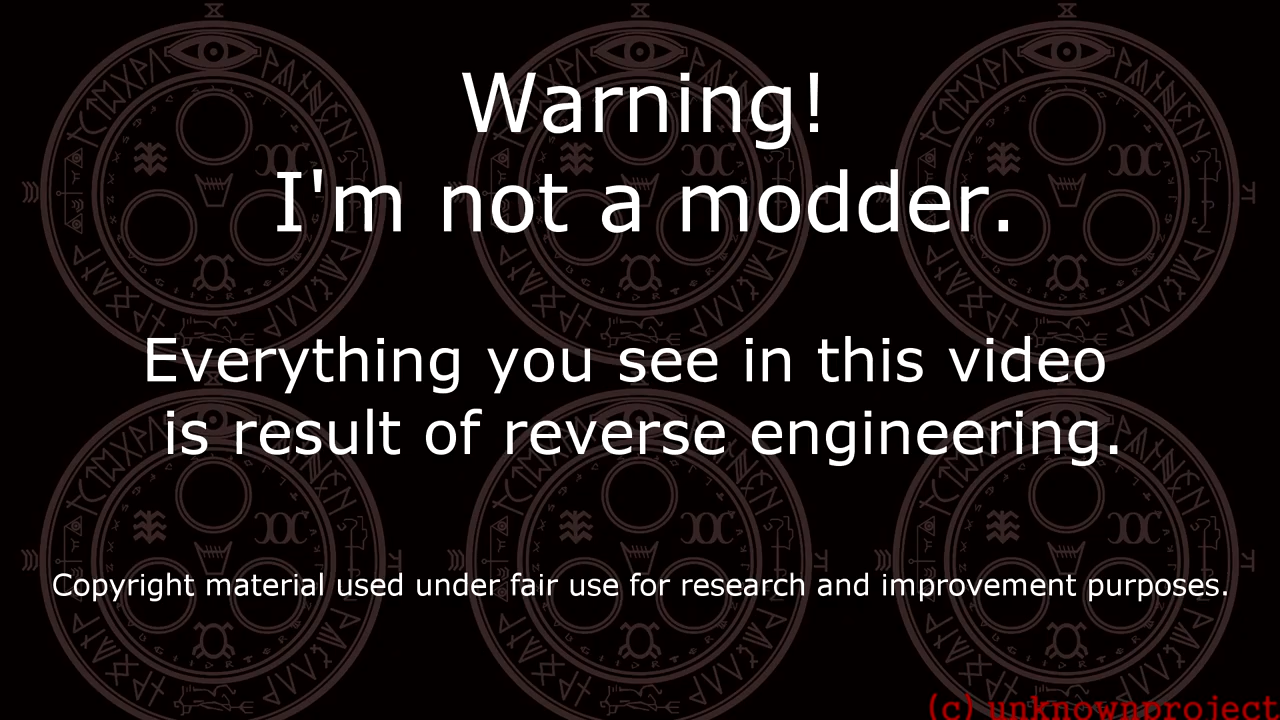 Warning!
I'm not a modder.
Everything you see in this video
is result of reverse engineering.
Copyright material used under fair use for research and improvement purposes.
(c) unknownproject